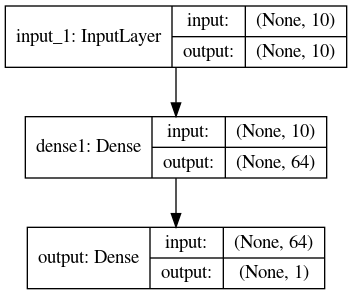 input_1: InputLayer
input: (None, 10)
output: (None, 10)
dense1: Dense
input: (None, 10)
output: (None, 64)
output: Dense
input: (None, 64)
output: (None, 1)